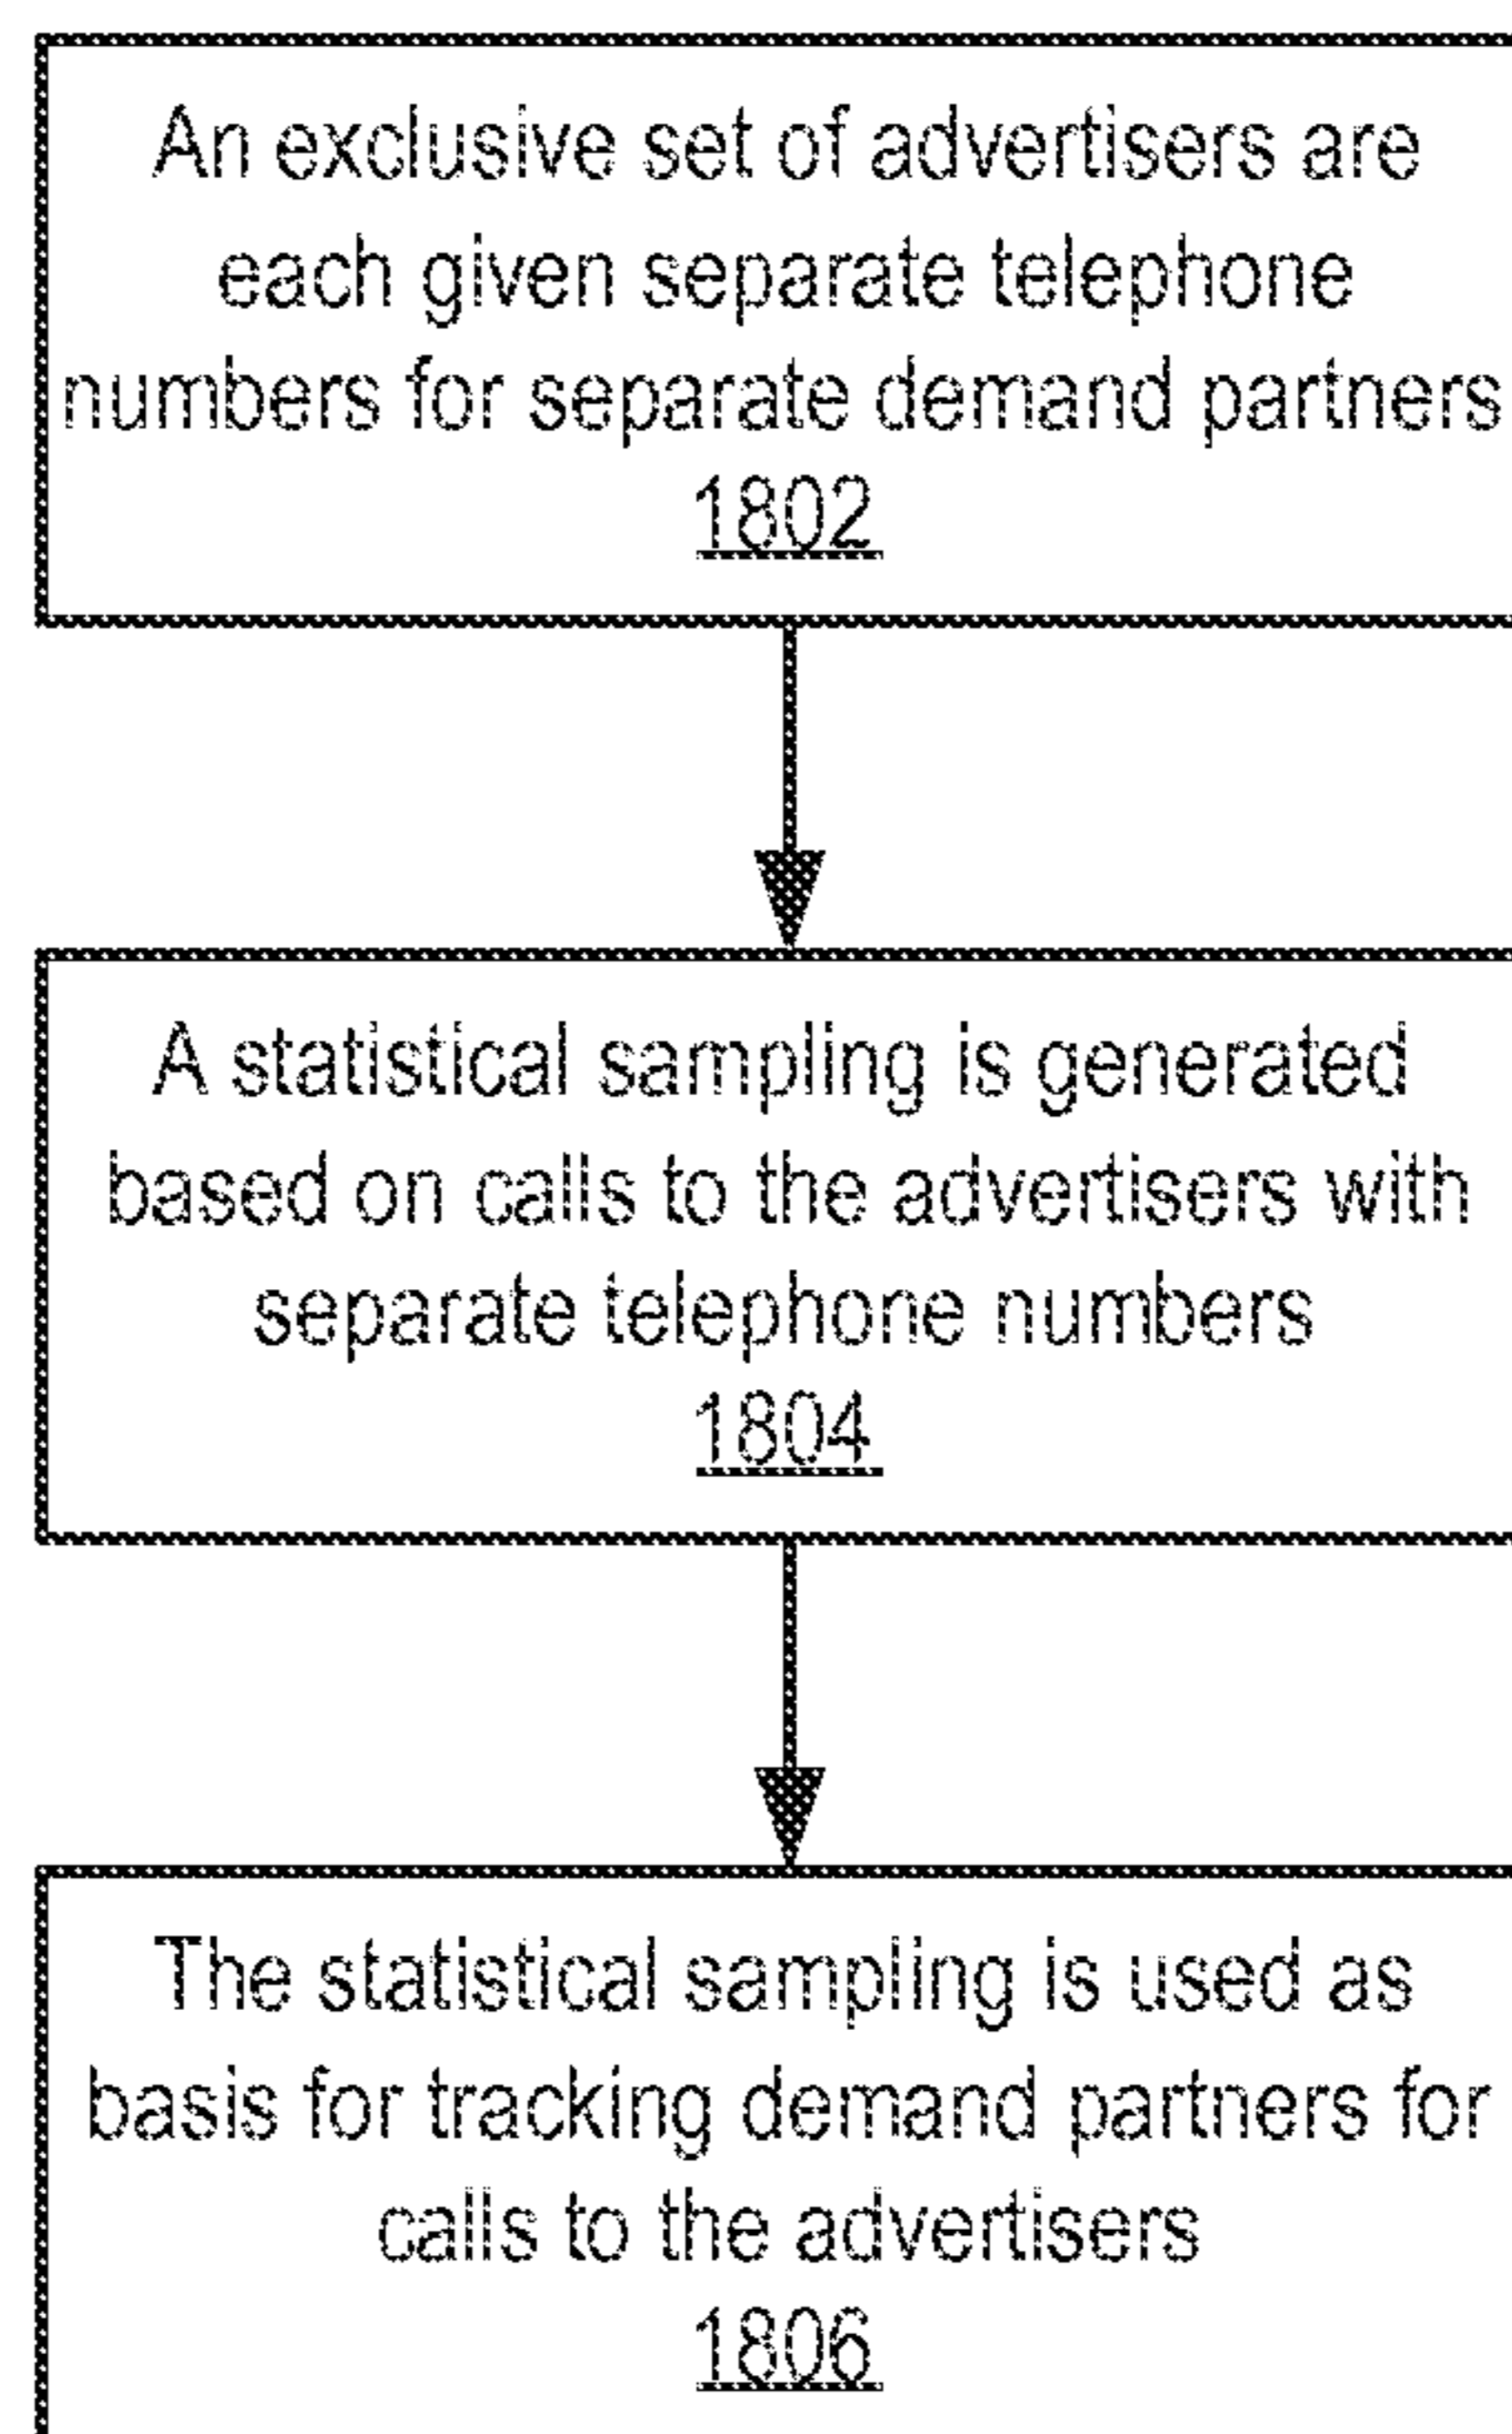 An exclusive set of advertisers are
each given separate telephone
numbers for separate demand partners
1802
A statistical sampling is generated
based on calls to the advertisers with
separate telephone numbers
1804
The statistical sampling is used as
basis for tracking demand partners for
calls to the advertisers
1806